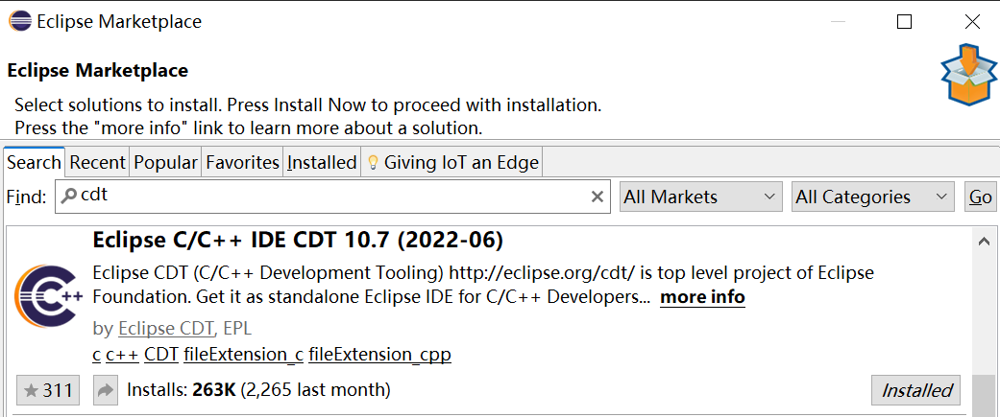 Eclipse Marketplace
Eclipse Marketplace
Select solutions to install. Press Install Now to proceed with installation.
Press the "more info" link to learn more about a solution.
Search Recent Popular Favorites Installed Giving IoT an Edge
Find: cdt All Markets All Categories Go
Eclipse C/C++ IDE CDT 10.7 (2022-06)
Eclipse CDT (C/C++ Development Tooling) http://eclipse.org/cdt/ is top level project of Eclipse
Foundation. Get it as standalone Eclipse IDE for C/C++ Developers... more info
by Eclipse CDT, EPL
c c++ CDT fileExtension_c fileExtension_cpp
311 Installs: 263K (2,265 last month) Installed